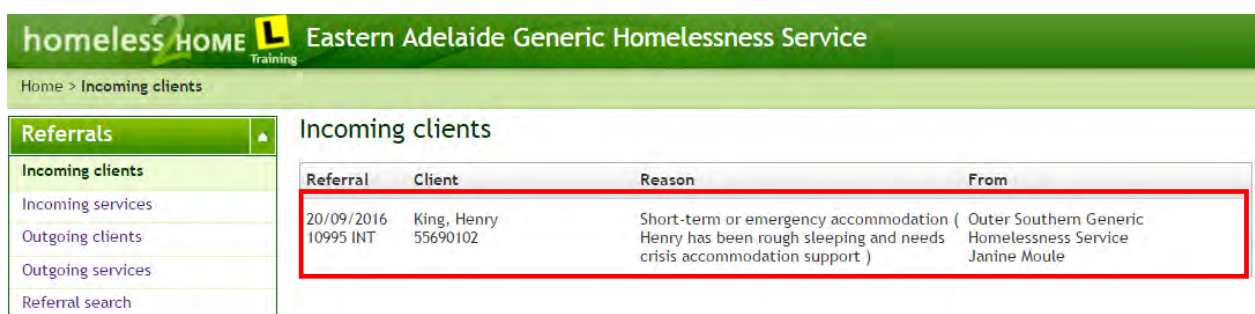 homeless 2 HOME L Training Eastern Adelaide Generic Homelessness Service
Home > Incoming clients
Referrals
Incoming clients
Incoming services
Outgoing clients
Outgoing services
Referral search
Incoming clients
Referral Client Reason From
20/09/2016 King, Henry Short-term or emergency accommodation ( Outer Southern Generic
10995 INT 55690102 Henry has been rough sleeping and needs Homelessness Service
crisis accommodation support ) Janine Moule